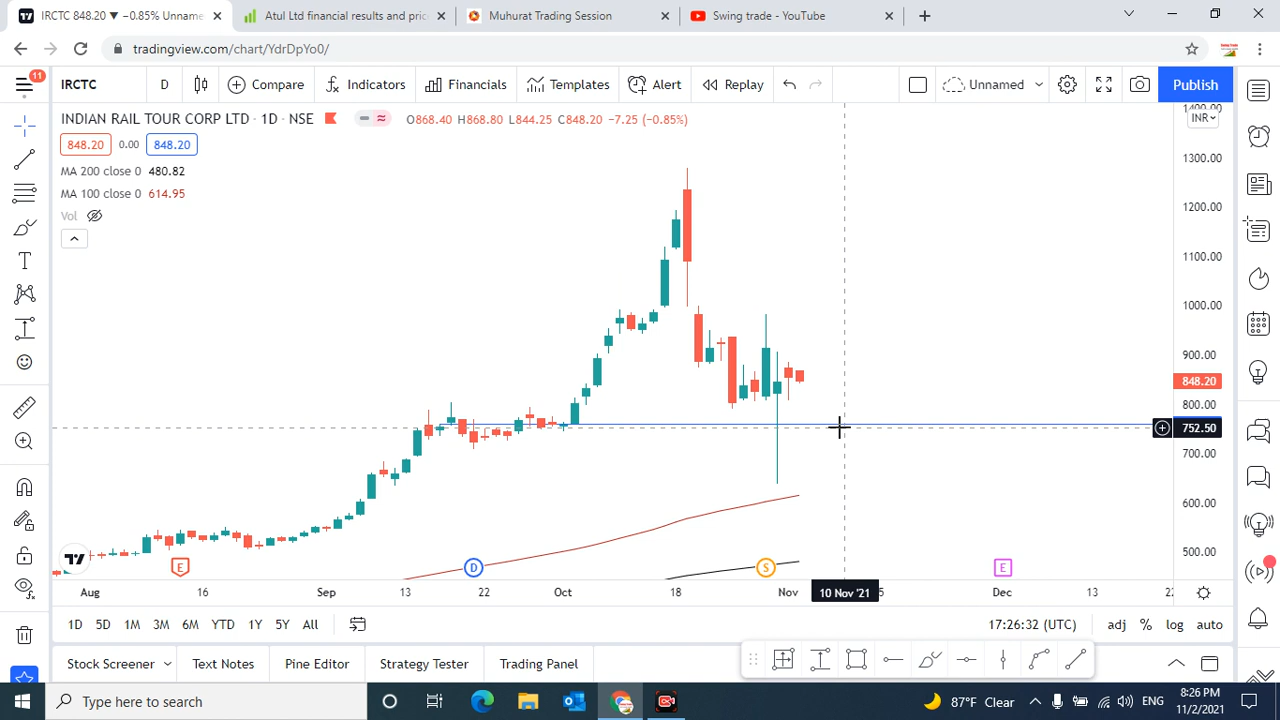 IRCTC 848.20 ▼ −0.85% Unname
Atul Ltd financial results and pric
Muhurat Trading Session
Swing trade - YouTube
tradingview.com/chart/YdrDpYo0/
11
IRCTC
D
Compare
Indicators
Financials
Templates
Alert
Replay
Unnamed
Publish
INDIAN RAIL TOUR CORP LTD · 1D · NSE
O868.40 H868.80 L844.25 C848.20 −7.25 (−0.85%)
INR
848.20 0.00 848.20
MA 200 close 0 480.82
MA 100 close 0 614.95
Vol
1400.00
1300.00
1200.00
1100.00
1000.00
900.00
848.20
800.00
752.50
700.00
600.00
500.00
E
D
S
E
Aug
16
Sep
13
22
Oct
18
Nov
10 Nov '21
5
Dec
13
22
1D
5D
1M
3M
6M
YTD
1Y
5Y
All
17:26:32 (UTC)
adj
%
log
auto
Stock Screener
Text Notes
Pine Editor
Strategy Tester
Trading Panel
Type here to search
87°F Clear
ENG
8:26 PM
11/2/2021